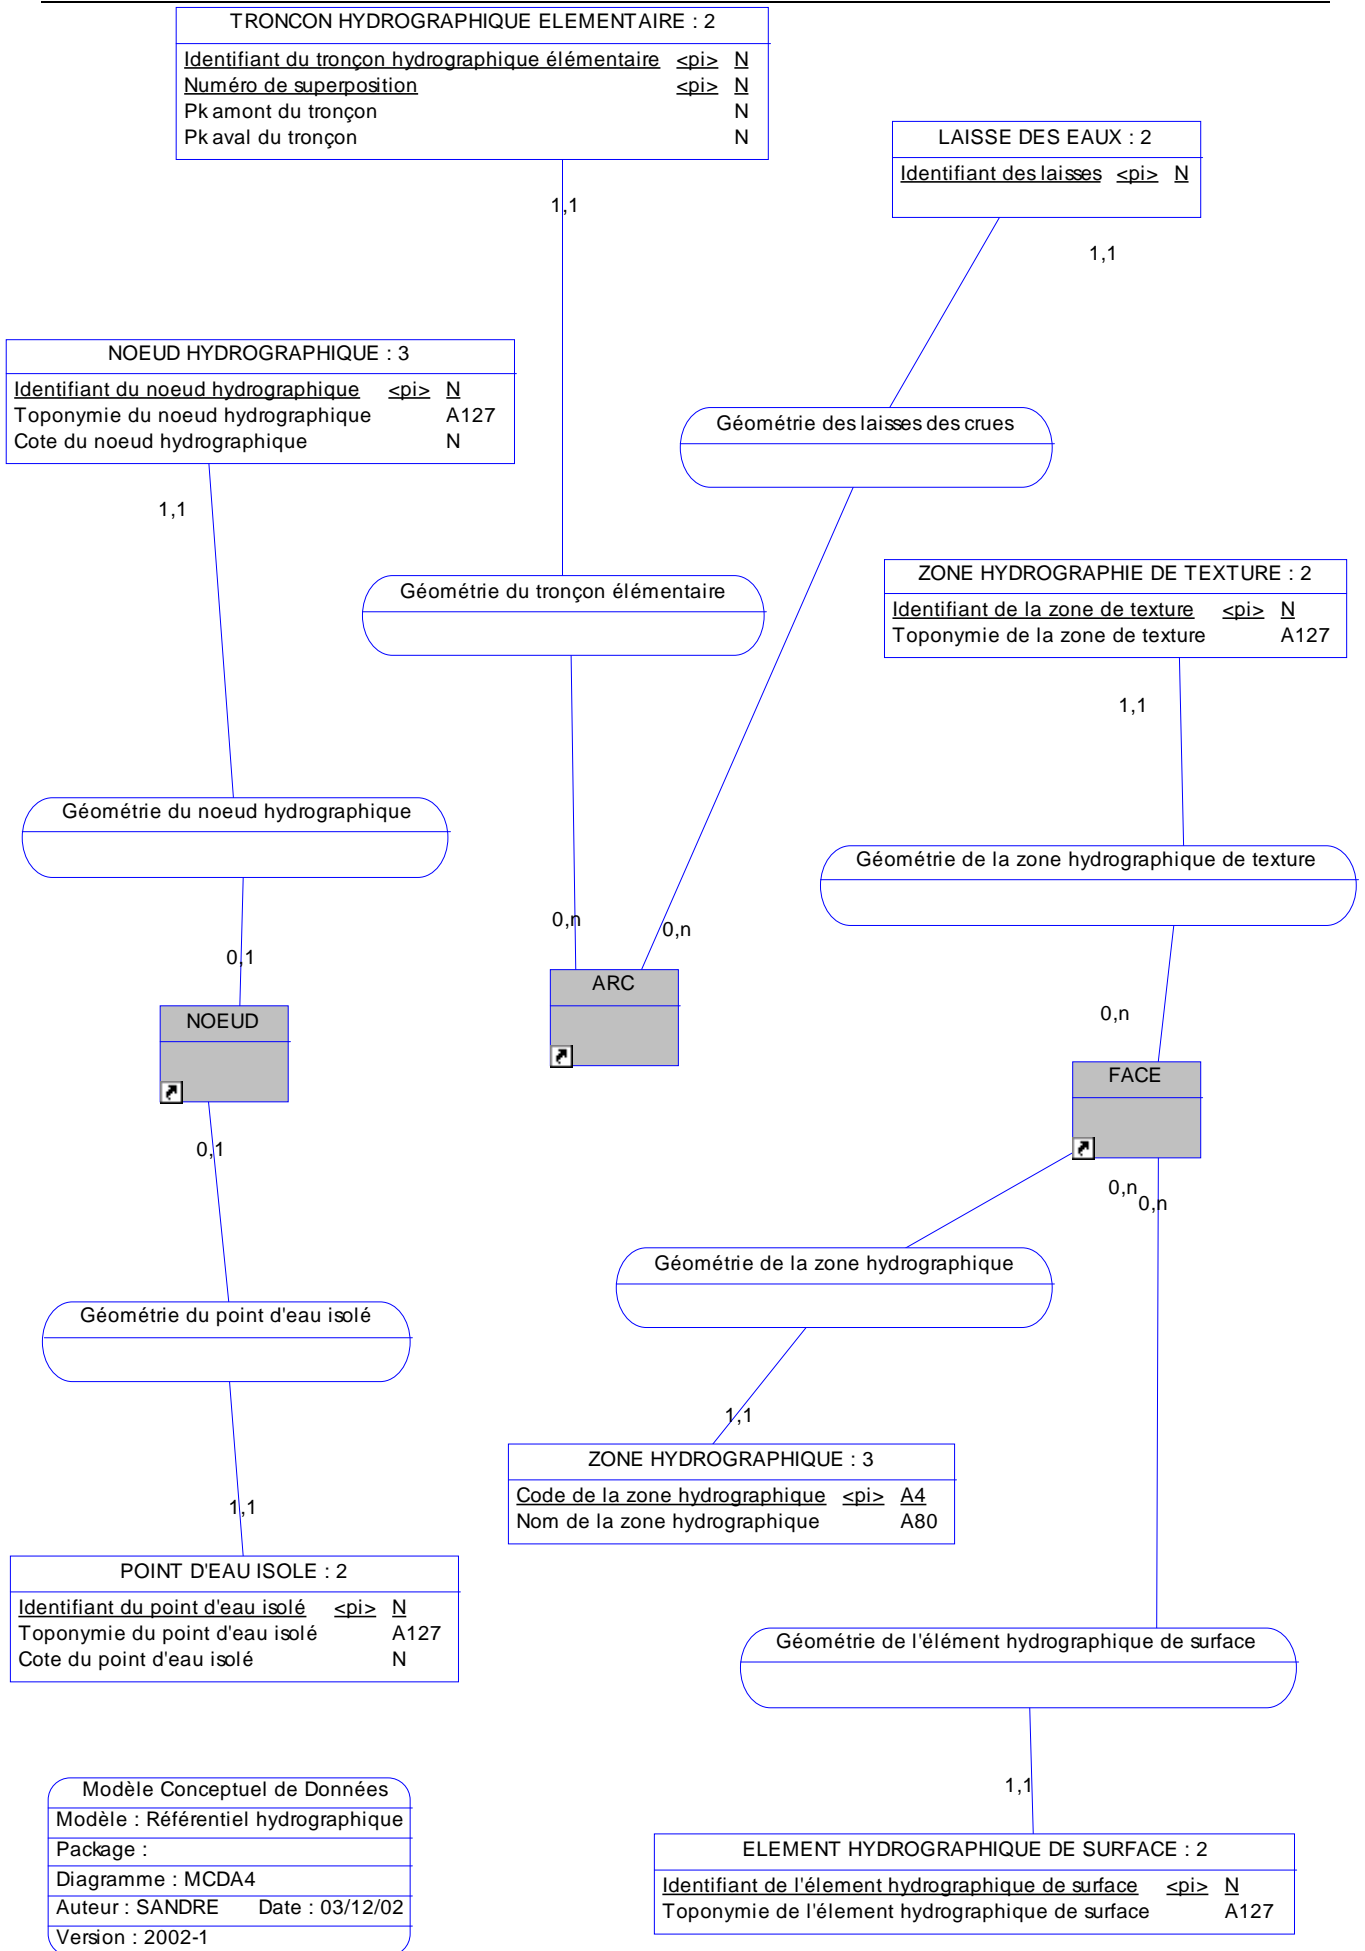 TRONCON HYDROGRAPHIQUE ELEMENTAIRE : 2
Identifiant du tronçon hydrographique élémentaire <pi> N
Numéro de superposition <pi> N
Pk amont du tronçon N
Pk aval du tronçon N
LAISSE DES EAUX : 2
Identifiant des laisses <pi> N
1,1
1,1
NOEUD HYDROGRAPHIQUE : 3
Identifiant du noeud hydrographique <pi> N
Toponymie du noeud hydrographique A127
Cote du noeud hydrographique N
Géométrie des laisses des crues
1,1
ZONE HYDROGRAPHIE DE TEXTURE : 2
Identifiant de la zone de texture <pi> N
Toponymie de la zone de texture A127
Géométrie du tronçon élémentaire
1,1
Géométrie du noeud hydrographique
Géométrie de la zone hydrographique de texture
0,n
0,n
0,1
ARC
NOEUD
0,n
FACE
0,1
0,n
0,n
Géométrie de la zone hydrographique
Géométrie du point d'eau isolé
1,1
ZONE HYDROGRAPHIQUE : 3
Code de la zone hydrographique <pi> A4
Nom de la zone hydrographique A80
1,1
POINT D'EAU ISOLE : 2
Identifiant du point d'eau isolé <pi> N
Toponymie du point d'eau isolé A127
Cote du point d'eau isolé N
Géométrie de l'élément hydrographique de surface
1,1
Modèle Conceptuel de Données
Modèle : Référentiel hydrographique
Package :
Diagramme : MCDA4
Auteur : SANDRE Date : 03/12/02
Version : 2002-1
ELEMENT HYDROGRAPHIQUE DE SURFACE : 2
Identifiant de l'élement hydrographique de surface <pi> N
Toponymie de l'élement hydrographique de surface A127